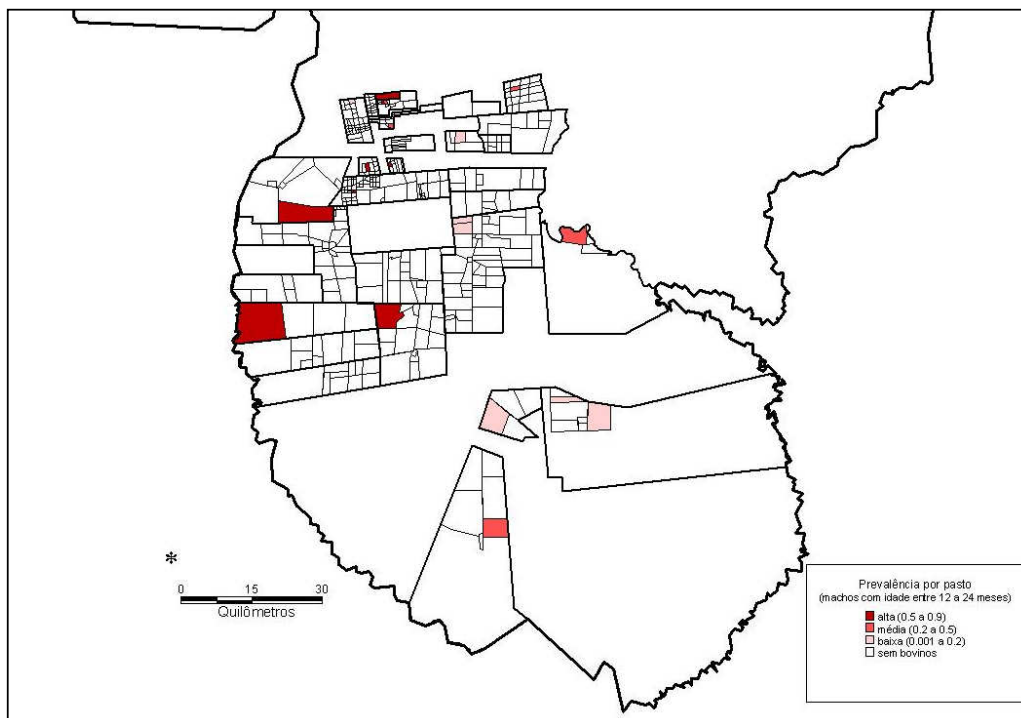 *
0 15 30
Quilômetros
Prevalência por pasto
(machos com idade entre 12 a 24 meses)
alta (0.5 a 0.9)
média (0.2 a 0.5)
baixa (0.001 a 0.2)
sem bovinos